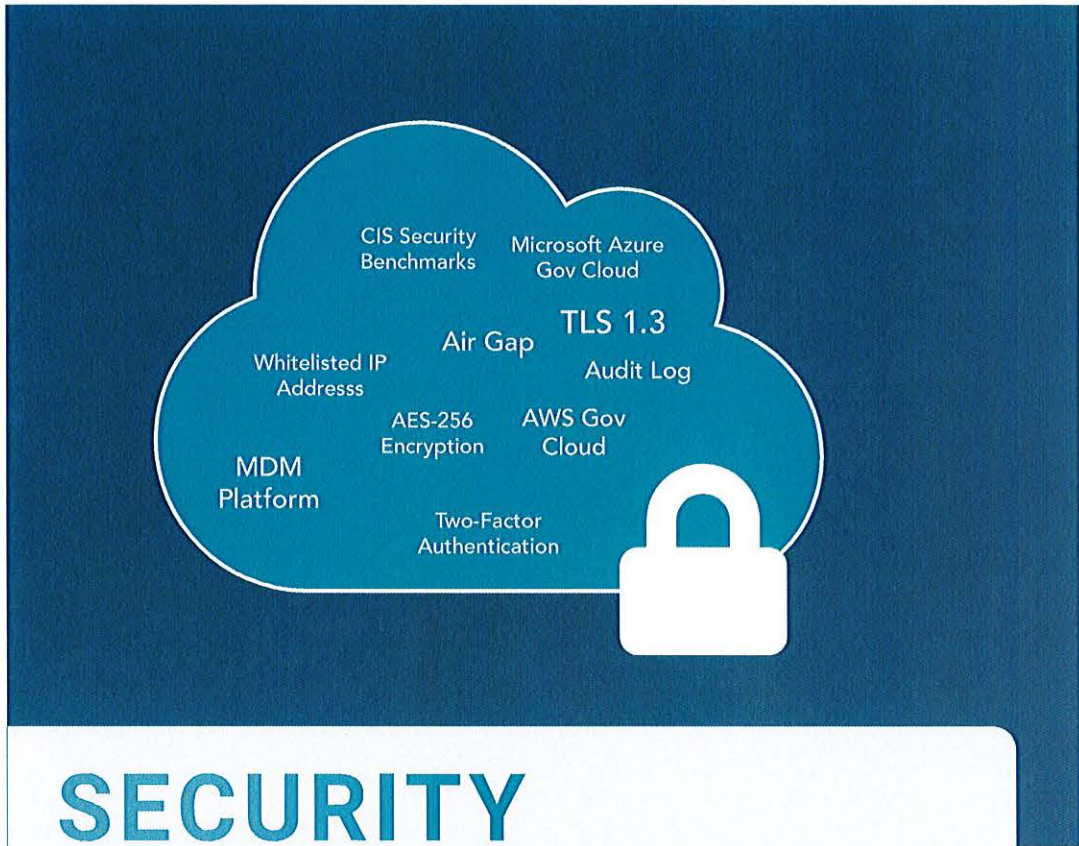 CIS Security
Benchmarks
Microsoft Azure
Gov Cloud
TLS 1.3
Air Gap
Audit Log
Whitelisted IP
Addresss
AES-256
Encryption
AWS Gov
Cloud
MDM
Platform
Two-Factor
Authentication
SECURITY